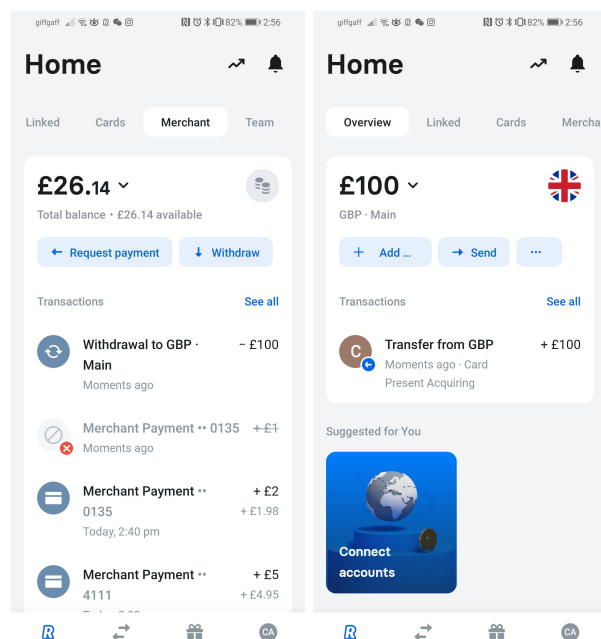 giffgaff 82% 2:56
Home
Linked Cards Merchant Team
£26.14
Total balance • £26.14 available
Request payment Withdraw
Transactions See all
Withdrawal to GBP · − £100
Main
Moments ago
Merchant Payment •• 0135 + £1
Moments ago
Merchant Payment •• + £2
0135 + £1.98
Today, 2:40 pm
Merchant Payment •• + £5
4111 + £4.95
R CA
giffgaff 82% 2:56
Home
Overview Linked Cards Mercha
£100
GBP · Main
+ Add ... Send ...
Transactions See all
C Transfer from GBP + £100
Moments ago · Card
Present Acquiring
Suggested for You
Connect
accounts
R CA